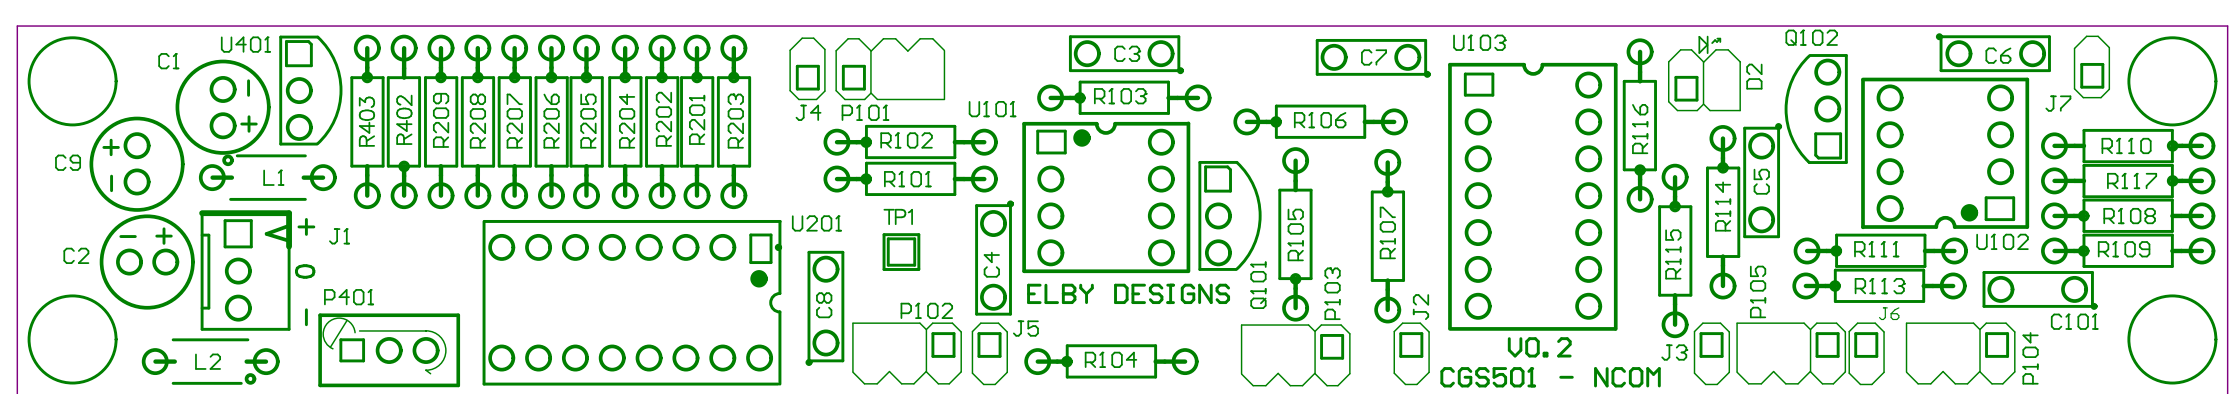 C1
U401
C9
C2
L1
J1
V
+
0
-
L2
P401
R403
R402
R209
R208
R207
R206
R205
R204
R202
R201
R203
J4
P101
R102
R101
U101
TP1
U201
C8
P102
C4
J5
C3
R103
ELBY DESIGNS
R104
Q101
R106
R105
P103
C7
R107
J2
U103
V0.2
CGS501 - NCOM
R116
R115
J3
D2
R114
P105
C5
Q102
C6
U102
R111
R113
J6
J7
R110
R117
R108
R109
C101
P104